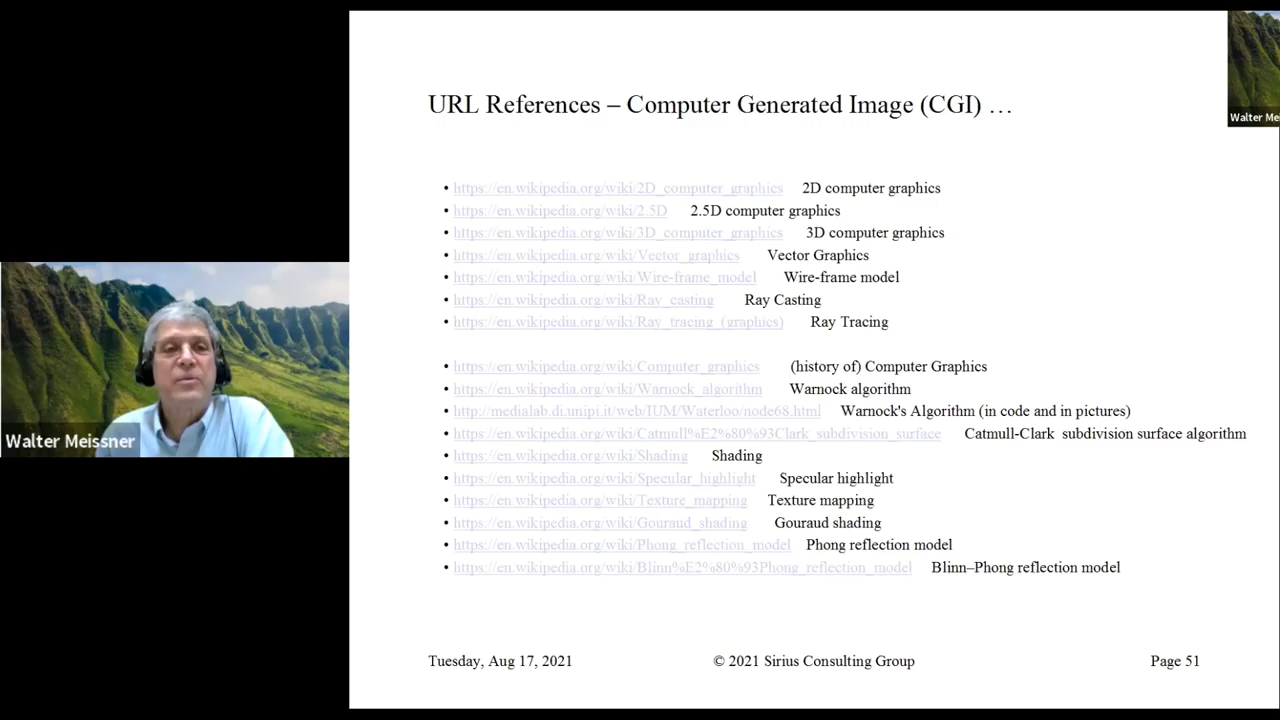 URL References – Computer Generated Image (CGI) …
• https://en.wikipedia.org/wiki/2D_computer_graphics 2D computer graphics
• https://en.wikipedia.org/wiki/2.5D 2.5D computer graphics
• https://en.wikipedia.org/wiki/3D_computer_graphics 3D computer graphics
• https://en.wikipedia.org/wiki/Vector_graphics Vector Graphics
• https://en.wikipedia.org/wiki/Wire-frame_model Wire-frame model
• https://en.wikipedia.org/wiki/Ray_casting Ray Casting
• https://en.wikipedia.org/wiki/Ray_tracing_(graphics) Ray Tracing
• https://en.wikipedia.org/wiki/Computer_graphics (history of) Computer Graphics
• https://en.wikipedia.org/wiki/Warnock_algorithm Warnock algorithm
• http://medialab.di.unipi.it/web/IUM/Waterloo/node68.html Warnock's Algorithm (in code and in pictures)
• https://en.wikipedia.org/wiki/Catmull%E2%80%93Clark_subdivision_surface Catmull-Clark subdivision surface algorithm
• https://en.wikipedia.org/wiki/Shading Shading
• https://en.wikipedia.org/wiki/Specular_highlight Specular highlight
• https://en.wikipedia.org/wiki/Texture_mapping Texture mapping
• https://en.wikipedia.org/wiki/Gouraud_shading Gouraud shading
• https://en.wikipedia.org/wiki/Phong_reflection_model Phong reflection model
• https://en.wikipedia.org/wiki/Blinn%E2%80%93Phong_reflection_model Blinn–Phong reflection model
Tuesday, Aug 17, 2021 © 2021 Sirius Consulting Group Page 51
Walter Meissner
Walter Me